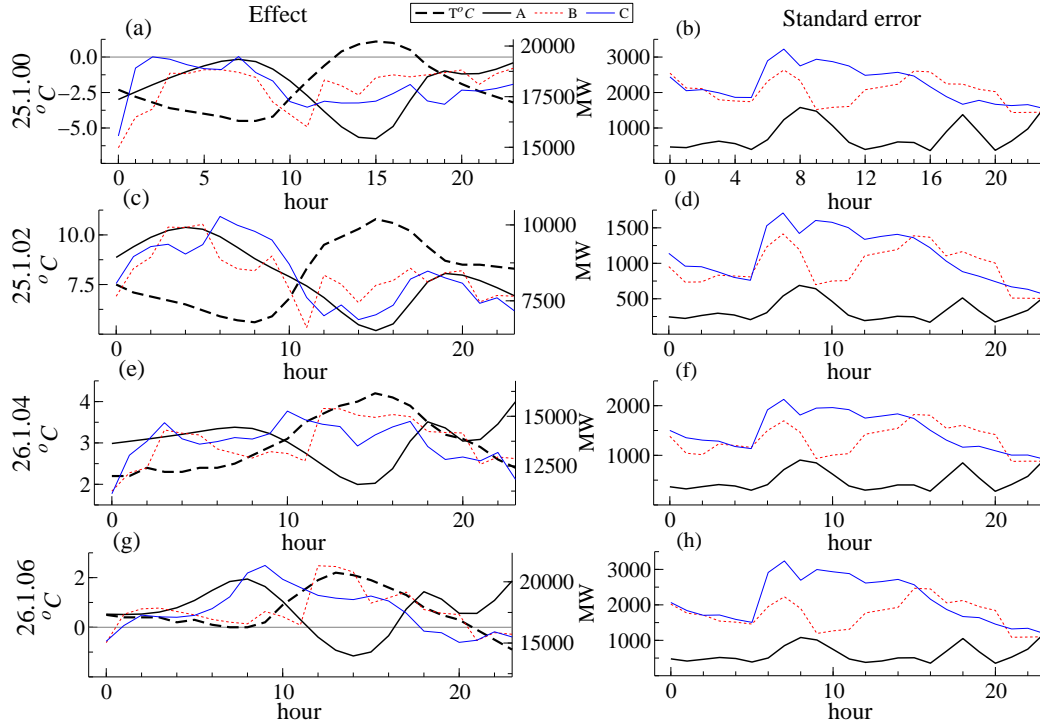 Effect
T°C A B C
Standard error
(a)
25.1.00
°C
0.0
−2.5
−5.0
20000
17500
15000
MW
0 5 10 15 20
hour
(b)
3000
2000
1000
0 4 8 12 16 20
hour
(c)
25.1.02
°C
10.0
7.5
10000
7500
MW
0 10 20
hour
(d)
1500
1000
500
0 10 20
hour
(e)
26.1.04
°C
4
3
2
15000
12500
MW
0 10 20
hour
(f)
2000
1000
0 10 20
hour
(g)
26.1.06
°C
2
0
20000
15000
MW
0 10 20
hour
(h)
3000
2000
1000
0 10 20
hour